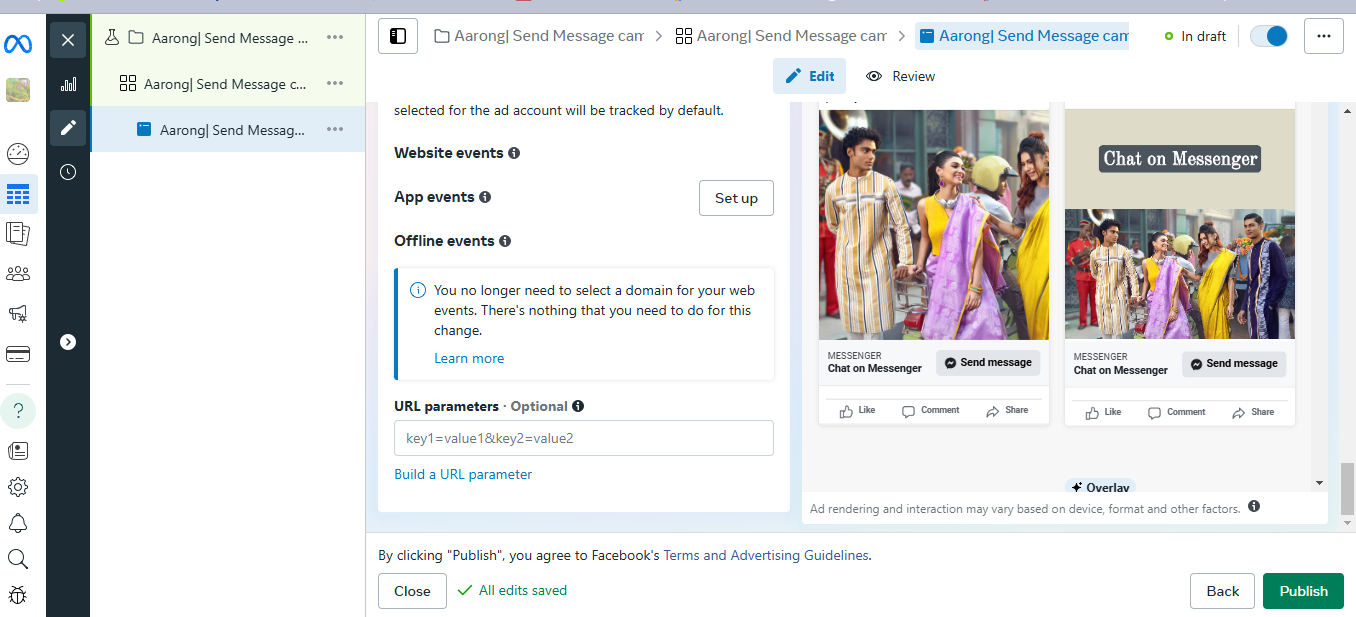 Aarong| Send Message ...
Aarong| Send Message c...
Aarong| Send Messag...
Aarong| Send Message cam
Aarong| Send Message cam
Aarong| Send Message cam
In draft
Edit
Review
selected for the ad account will be tracked by default.
Website events
App events
Set up
Offline events
You no longer need to select a domain for your web
events. There's nothing that you need to do for this
change.
Learn more
URL parameters · Optional
key1=value1&key2=value2
Build a URL parameter
MESSENGER
Chat on Messenger
Send message
Like
Comment
Share
Chat on Messenger
MESSENGER
Chat on Messenger
Send message
Like
Comment
Share
Overlay
Ad rendering and interaction may vary based on device, format and other factors.
By clicking "Publish", you agree to Facebook's Terms and Advertising Guidelines.
Close
All edits saved
Back
Publish